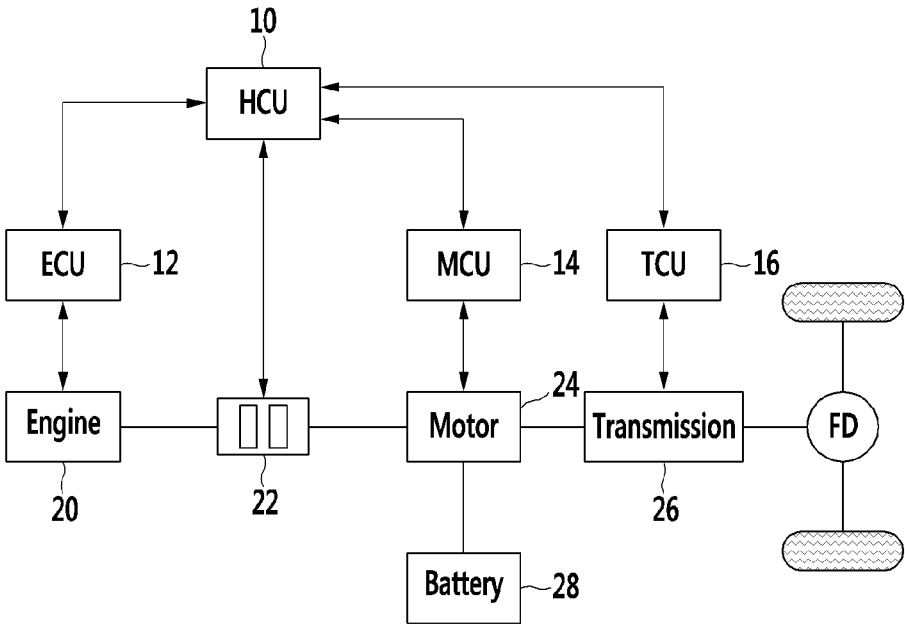 10
HCU
ECU
12
MCU
14
TCU
16
Engine
20
22
Motor
24
Transmission
26
FD
Battery
28